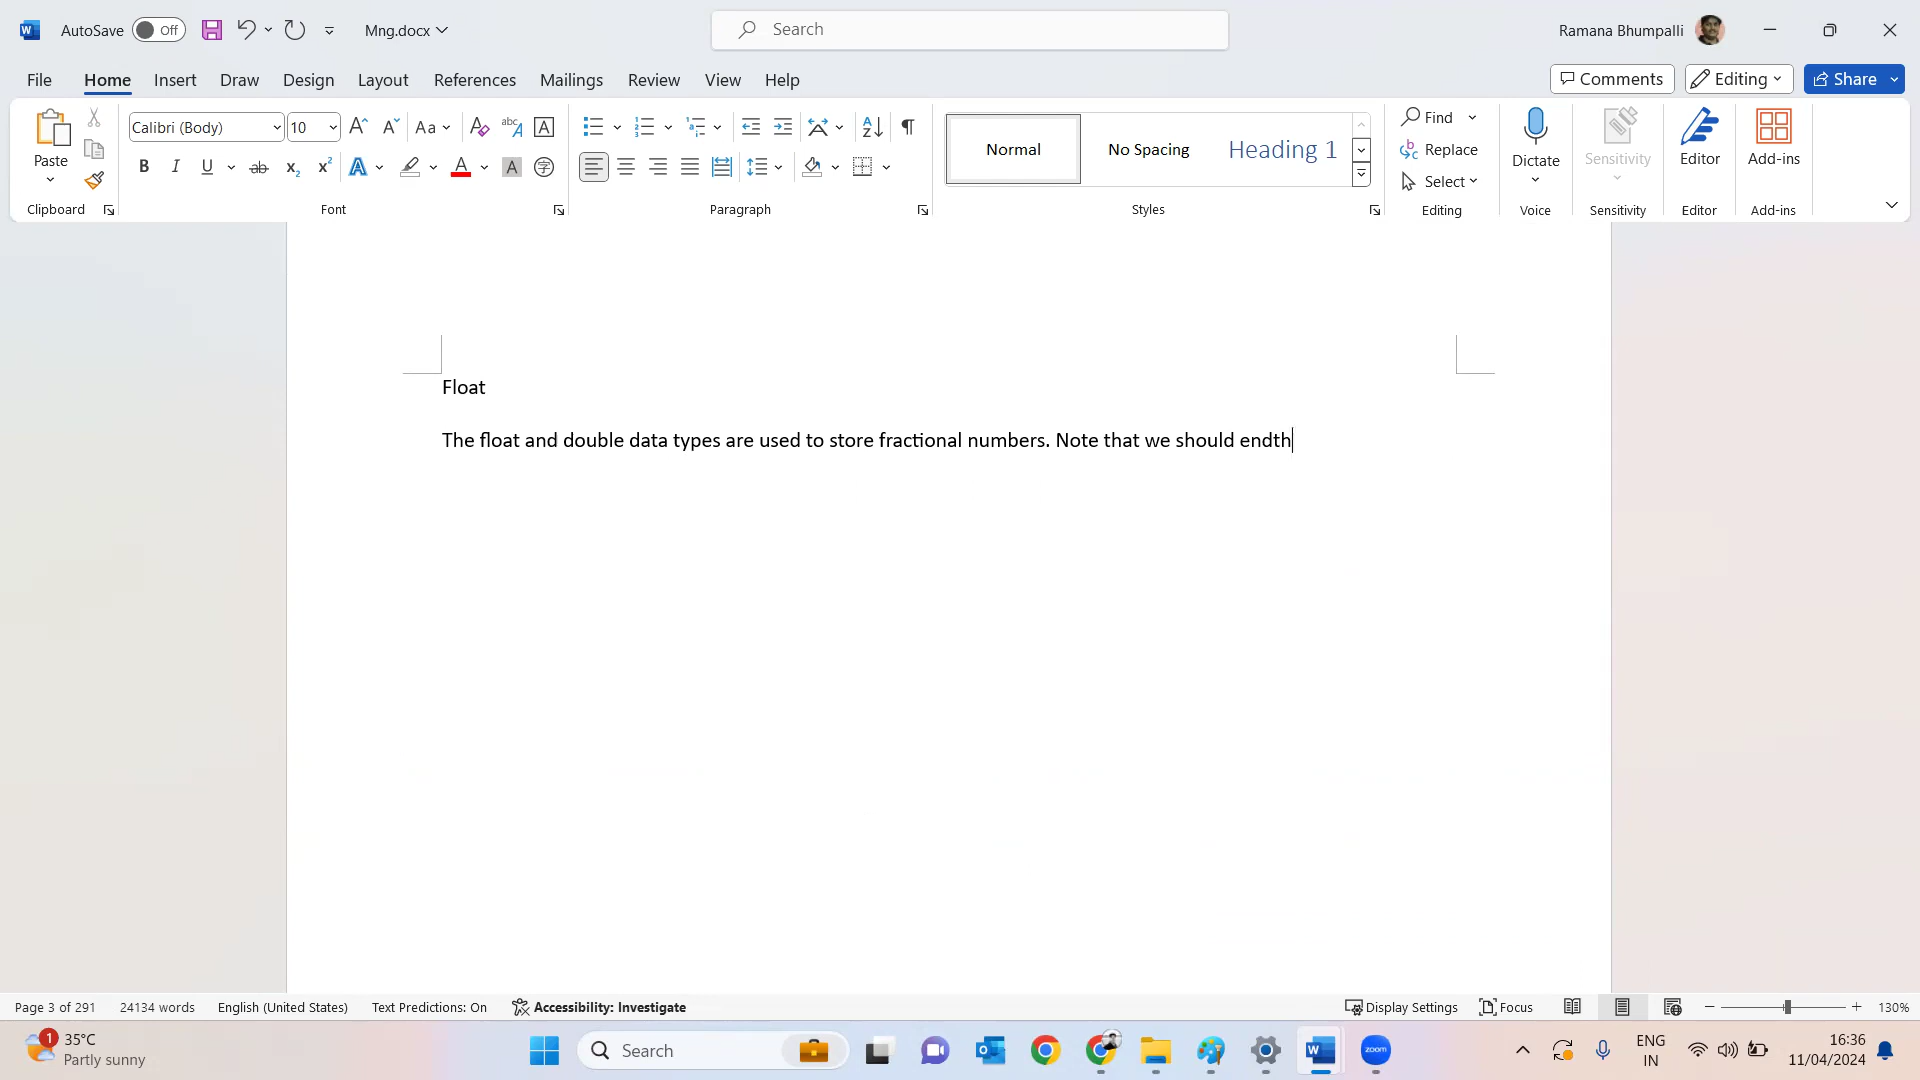 AutoSave Off Mng.docx Search Ramana Bhumpalli
File Home Insert Draw Design Layout References Mailings Review View Help Comments Editing Share
Paste Calibri (Body) 10 Aa Normal No Spacing Heading 1 Find Replace Select Dictate Sensitivity Editor Add-ins
Clipboard Font Paragraph Styles Editing Voice Sensitivity Editor Add-ins
Float
The float and double data types are used to store fractional numbers. Note that we should endth
Page 3 of 291 24134 words English (United States) Text Predictions: On Accessibility: Investigate Display Settings Focus 130%
1 35°C Search zoom ENG 16:36
Partly sunny IN 11/04/2024